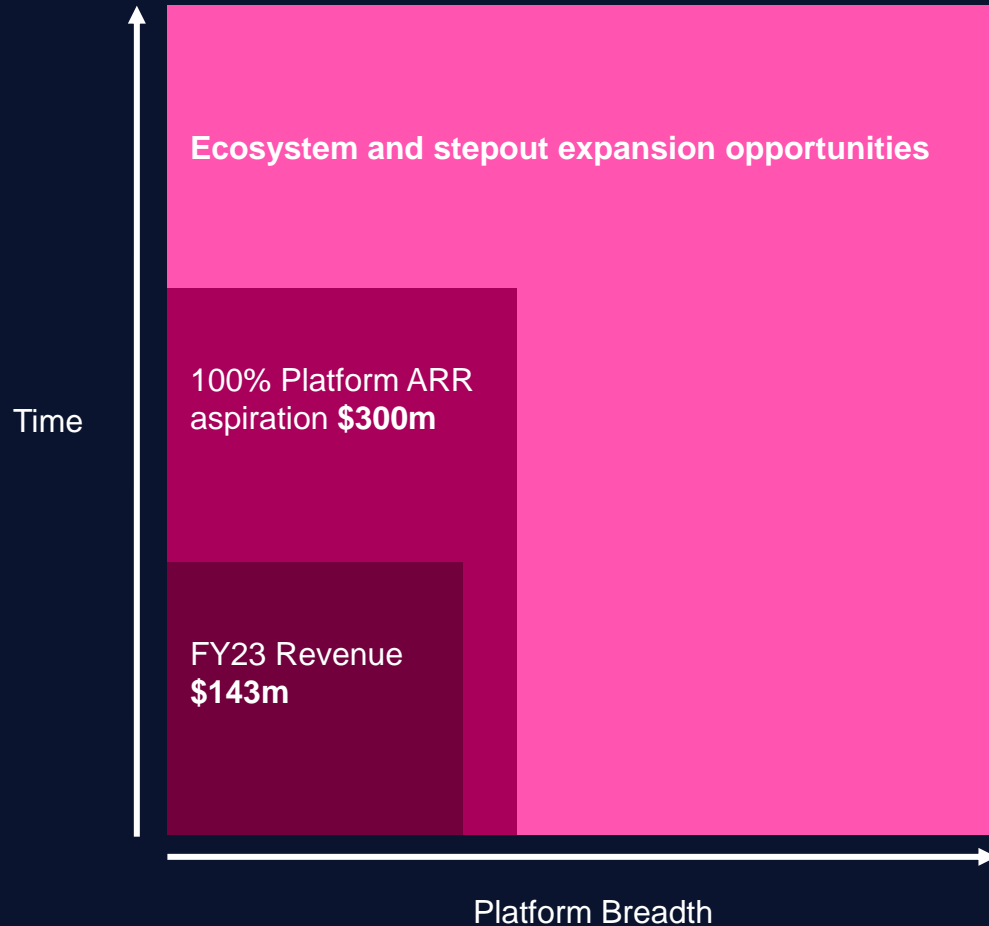 Ecosystem and stepout expansion opportunities
100% Platform ARR
aspiration $300m
Time
FY23 Revenue
$143m
Platform Breadth